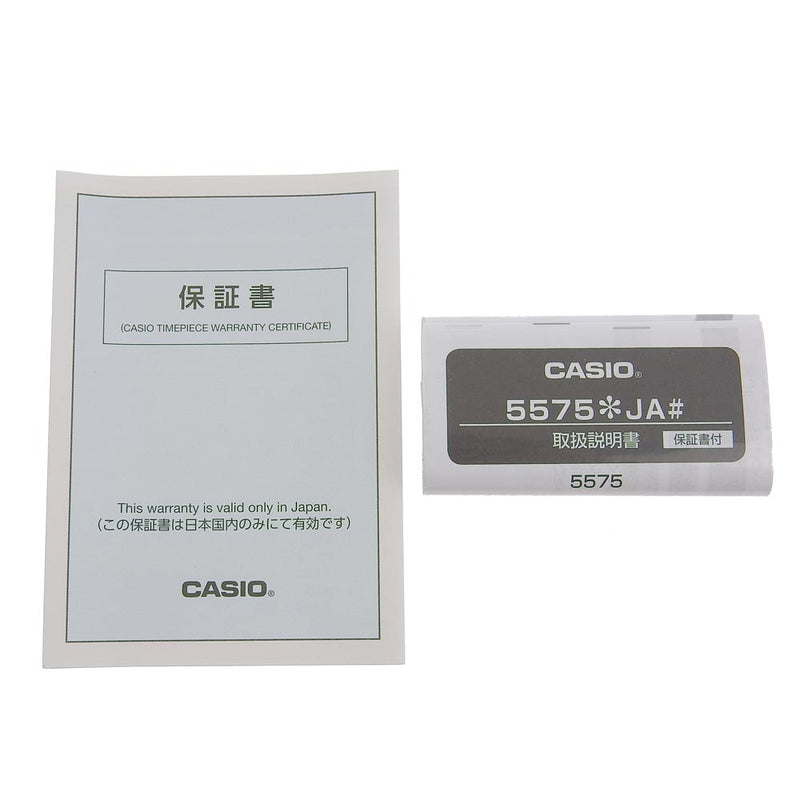 保証書
(CASIO TIMEPIECE WARRANTY CERTIFICATE)
This warranty is valid only in Japan.
(この保証書は日本国内のみにて有効です)
CASIO®
CASIO®
5575✻JA#
取扱説明書 保証書付
5575